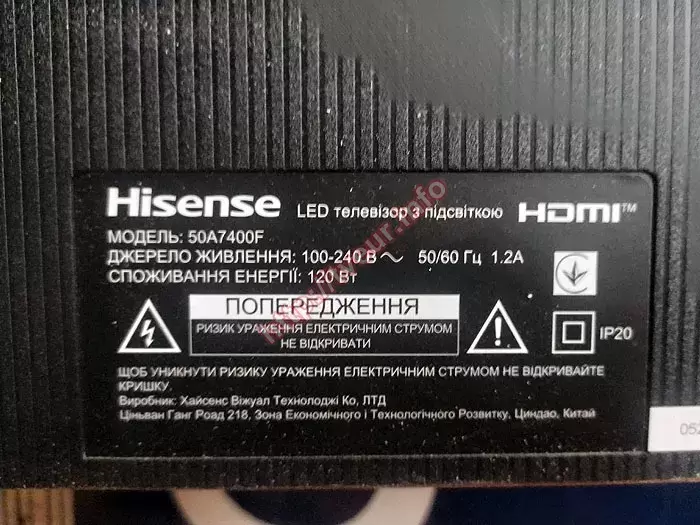 Hisense LED телевізор з підсвіткою HDMI™
МОДЕЛЬ: 50A7400F
ДЖЕРЕЛО ЖИВЛЕННЯ: 100-240 В ~ 50/60 Гц 1.2А
СПОЖИВАННЯ ЕНЕРГІЇ: 120 Вт
ПОПЕРЕДЖЕННЯ
РИЗИК УРАЖЕННЯ ЕЛЕКТРИЧНИМ СТРУМОМ
НЕ ВІДКРИВАТИ
IP20
ЩОБ УНИКНУТИ РИЗИКУ УРАЖЕННЯ ЕЛЕКТРИЧНИМ СТРУМОМ НЕ ВІДКРИВАЙТЕ
КРИШКУ.
Виробник: Хайсенс Віжуал Технолоджі Ко, ЛТД
Ціньван Ганг Роад 218, Зона Економічного і Технологічного Розвитку, Циндао, Китай
052